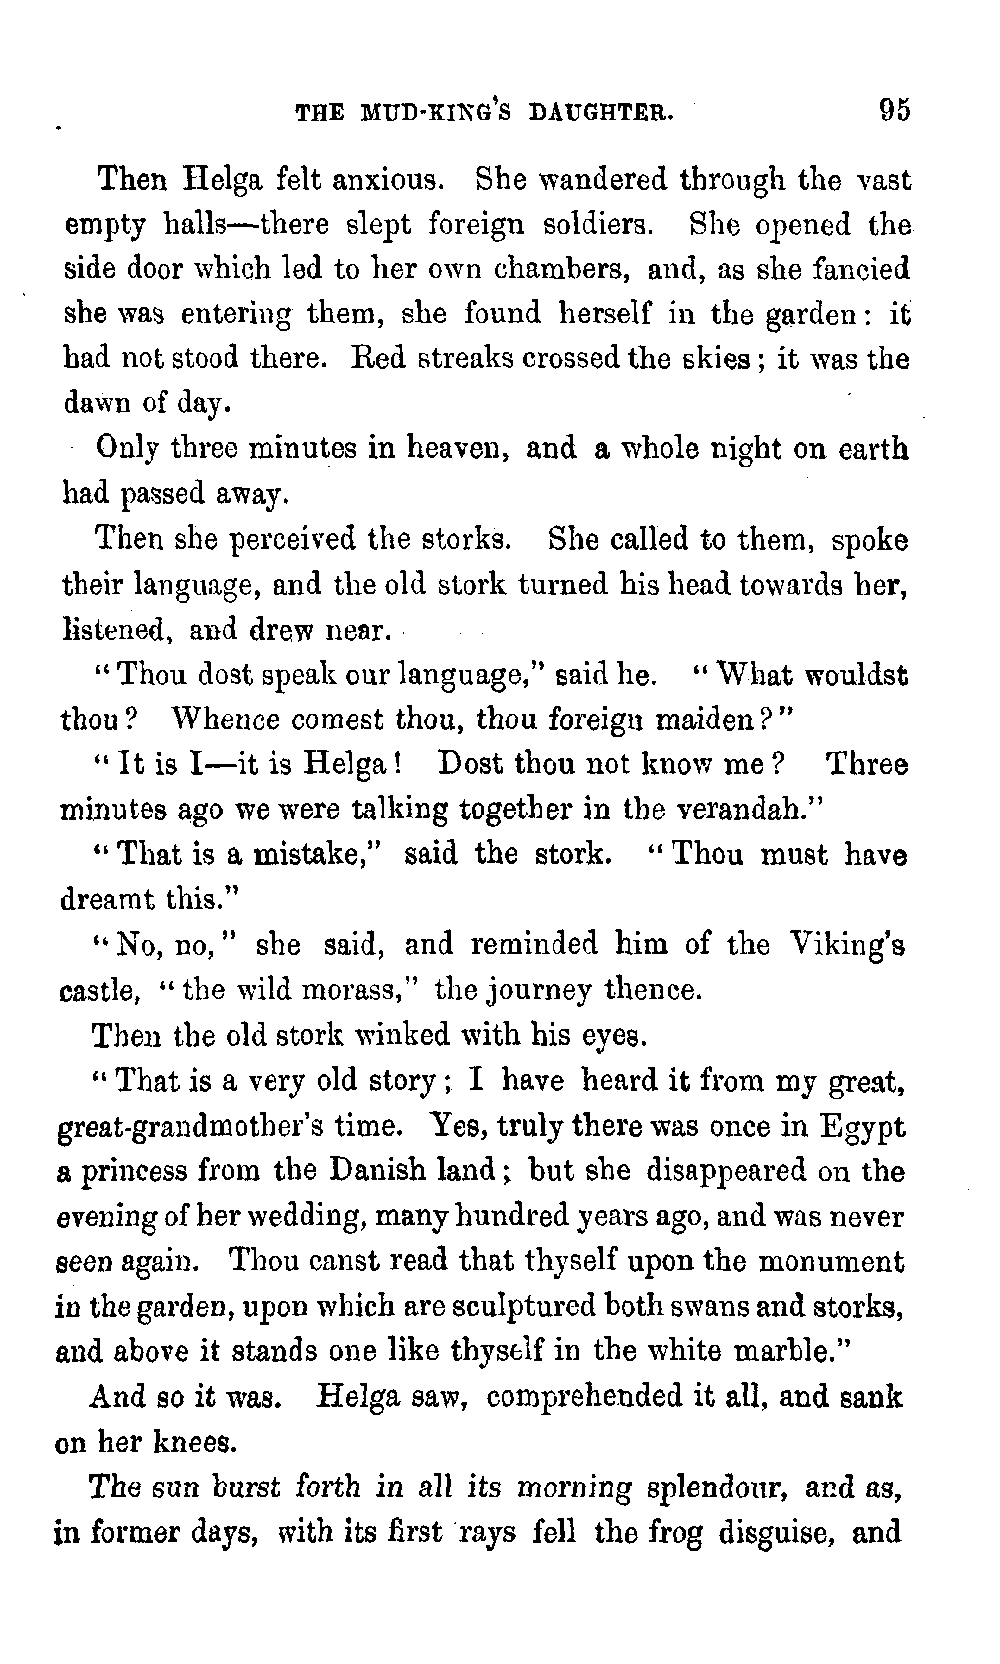 THE MUD-KING'S DAUGHTER. 95
Then Helga felt anxious. She wandered through the vast
empty halls—there slept foreign soldiers. She opened the
side door which led to her own chambers, and, as she fancied
she was entering them, she found herself in the garden: it
had not stood there. Red streaks crossed the skies; it was the
dawn of day.
Only three minutes in heaven, and a whole night on earth
had passed away.
Then she perceived the storks. She called to them, spoke
their language, and the old stork turned his head towards her,
listened, and drew near.
"Thou dost speak our language," said he. "What wouldst
thou? Whence comest thou, thou foreign maiden?"
"It is I—it is Helga! Dost thou not know me? Three
minutes ago we were talking together in the verandah."
"That is a mistake," said the stork. "Thou must have
dreamt this."
"No, no," she said, and reminded him of the Viking's
castle, "the wild morass," the journey thence.
Then the old stork winked with his eyes.
"That is a very old story; I have heard it from my great,
great-grandmother's time. Yes, truly there was once in Egypt
a princess from the Danish land; but she disappeared on the
evening of her wedding, many hundred years ago, and was never
seen again. Thou canst read that thyself upon the monument
in the garden, upon which are sculptured both swans and storks,
and above it stands one like thyself in the white marble."
And so it was. Helga saw, comprehended it all, and sank
on her knees.
The sun burst forth in all its morning splendour, and as,
in former days, with its first rays fell the frog disguise, and